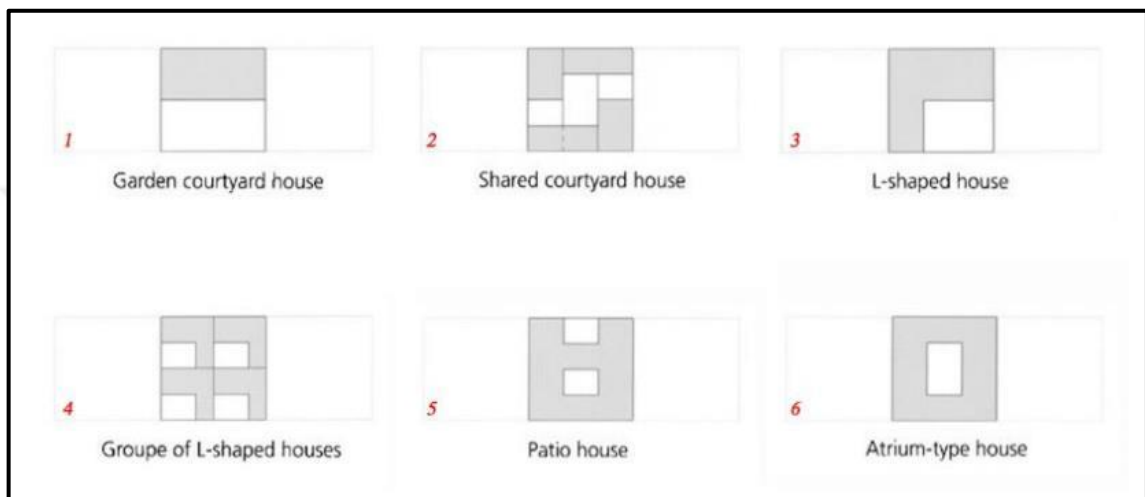 1
Garden courtyard house
2
Shared courtyard house
3
L-shaped house
4
Groupe of L-shaped houses
5
Patio house
6
Atrium-type house